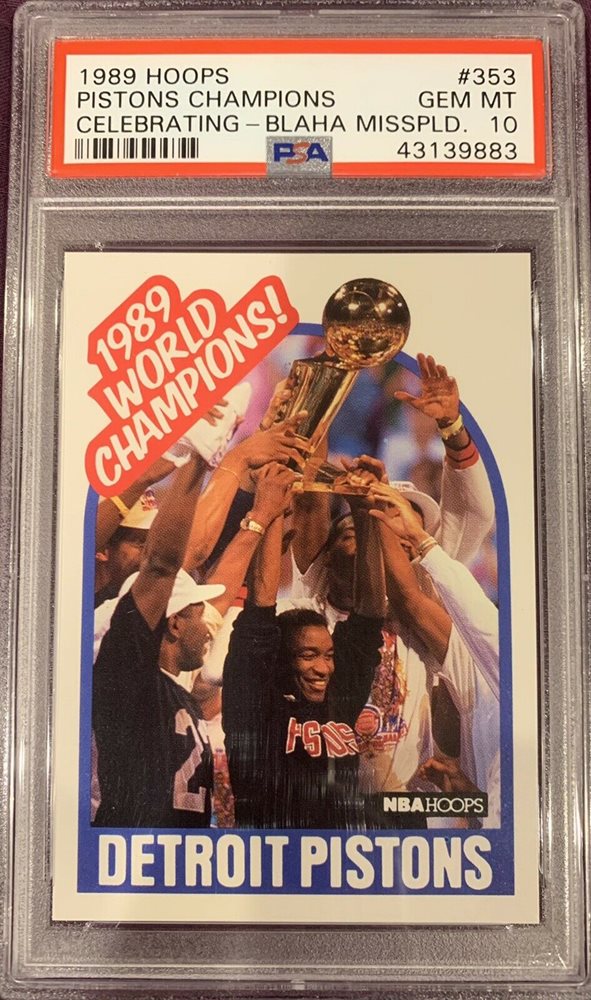 1989 HOOPS #353
PISTONS CHAMPIONS GEM MT
CELEBRATING – BLAHA MISSPLD. 10
PSA 43139883
1989
WORLD
CHAMPIONS!
2
NBA HOOPS
DETROIT PISTONS